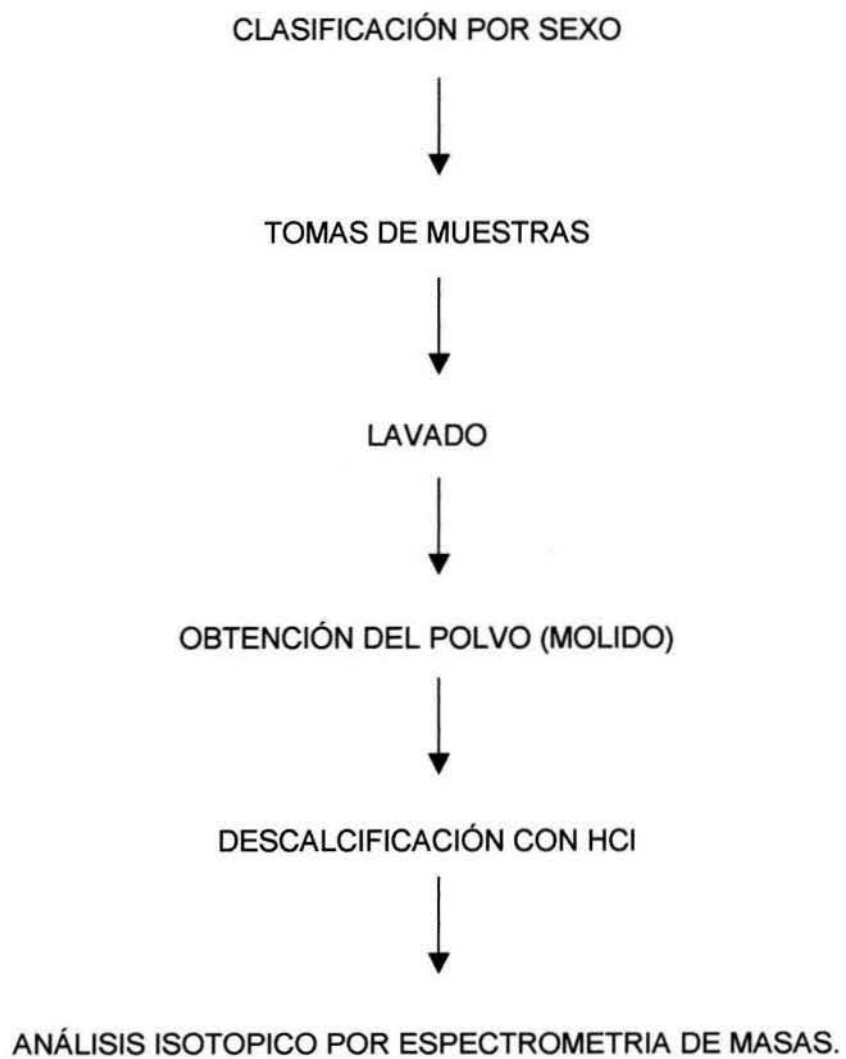 CLASIFICACIÓN POR SEXO
TOMAS DE MUESTRAS
LAVADO
OBTENCIÓN DEL POLVO (MOLIDO)
DESCALCIFICACIÓN CON HCl
ANÁLISIS ISOTOPICO POR ESPECTROMETRIA DE MASAS.